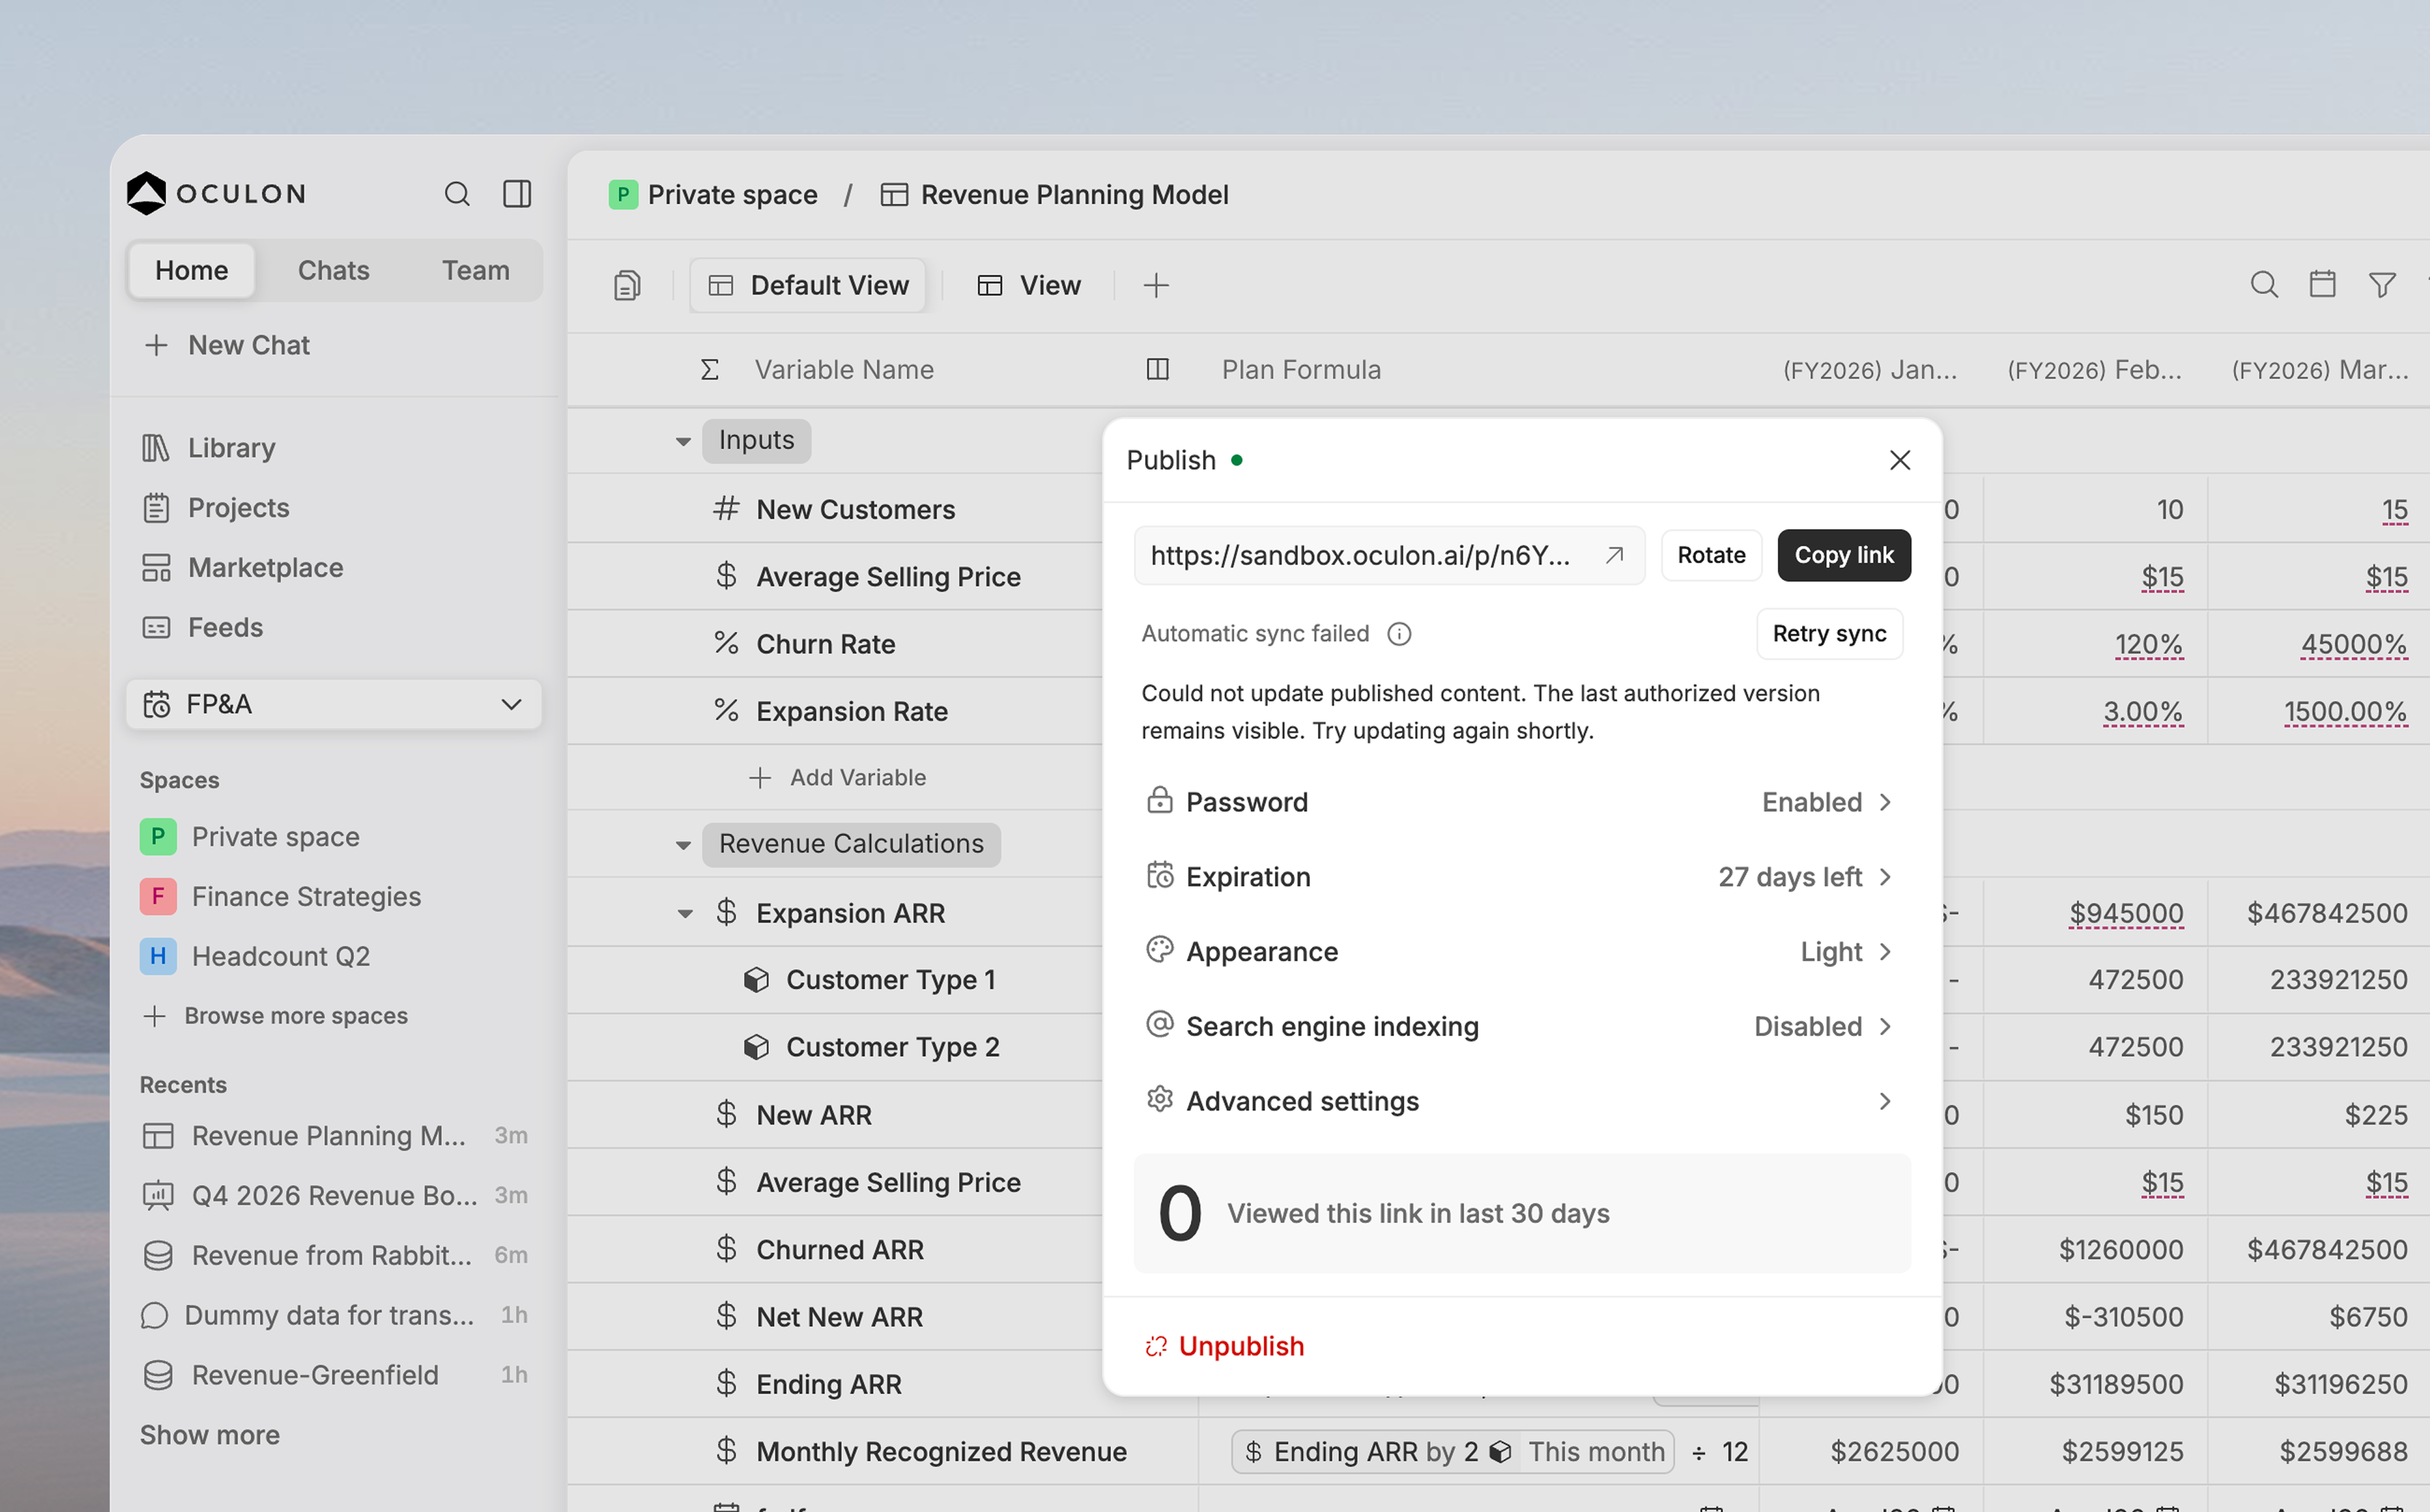 OCULON
Home Chats Team
New Chat
Library
Projects
Marketplace
Feeds
FP&A
Spaces
P Private space
F Finance Strategies
H Headcount Q2
Browse more spaces
Recents
Revenue Planning M... 3m
Q4 2026 Revenue Bo... 3m
Revenue from Rabbit... 6m
Dummy data for trans... 1h
Revenue-Greenfield 1h
Show more
P Private space / Revenue Planning Model
Default View View
Σ Variable Name Plan Formula (FY2026) Jan... (FY2026) Feb... (FY2026) Mar...
Inputs
# New Customers 0 10 15
$ Average Selling Price 0 $15 $15
% Churn Rate % 120% 45000%
% Expansion Rate % 3.00% 1500.00%
Add Variable
Revenue Calculations
$ Expansion ARR $- $945000 $467842500
Customer Type 1 - 472500 233921250
Customer Type 2 - 472500 233921250
$ New ARR 0 $150 $225
$ Average Selling Price 0 $15 $15
$ Churned ARR $- $1260000 $467842500
$ Net New ARR 0 $-310500 $6750
$ Ending ARR 00 $31189500 $31196250
$ Monthly Recognized Revenue $ Ending ARR by 2 This month ÷ 12 $2625000 $2599125 $2599688
Publish
https://sandbox.oculon.ai/p/n6Y... Rotate Copy link
Automatic sync failed Retry sync
Could not update published content. The last authorized version
remains visible. Try updating again shortly.
Password Enabled
Expiration 27 days left
Appearance Light
Search engine indexing Disabled
Advanced settings
0 Viewed this link in last 30 days
Unpublish